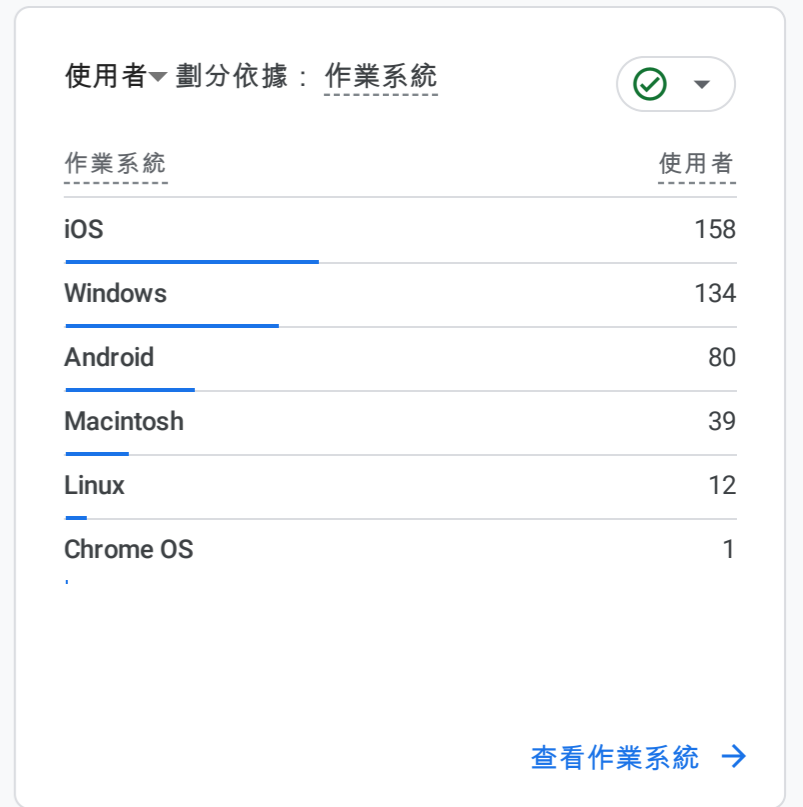 使用者 劃分依據： 作業系統
作業系統 使用者
iOS 158
Windows 134
Android 80
Macintosh 39
Linux 12
Chrome OS 1
查看作業系統